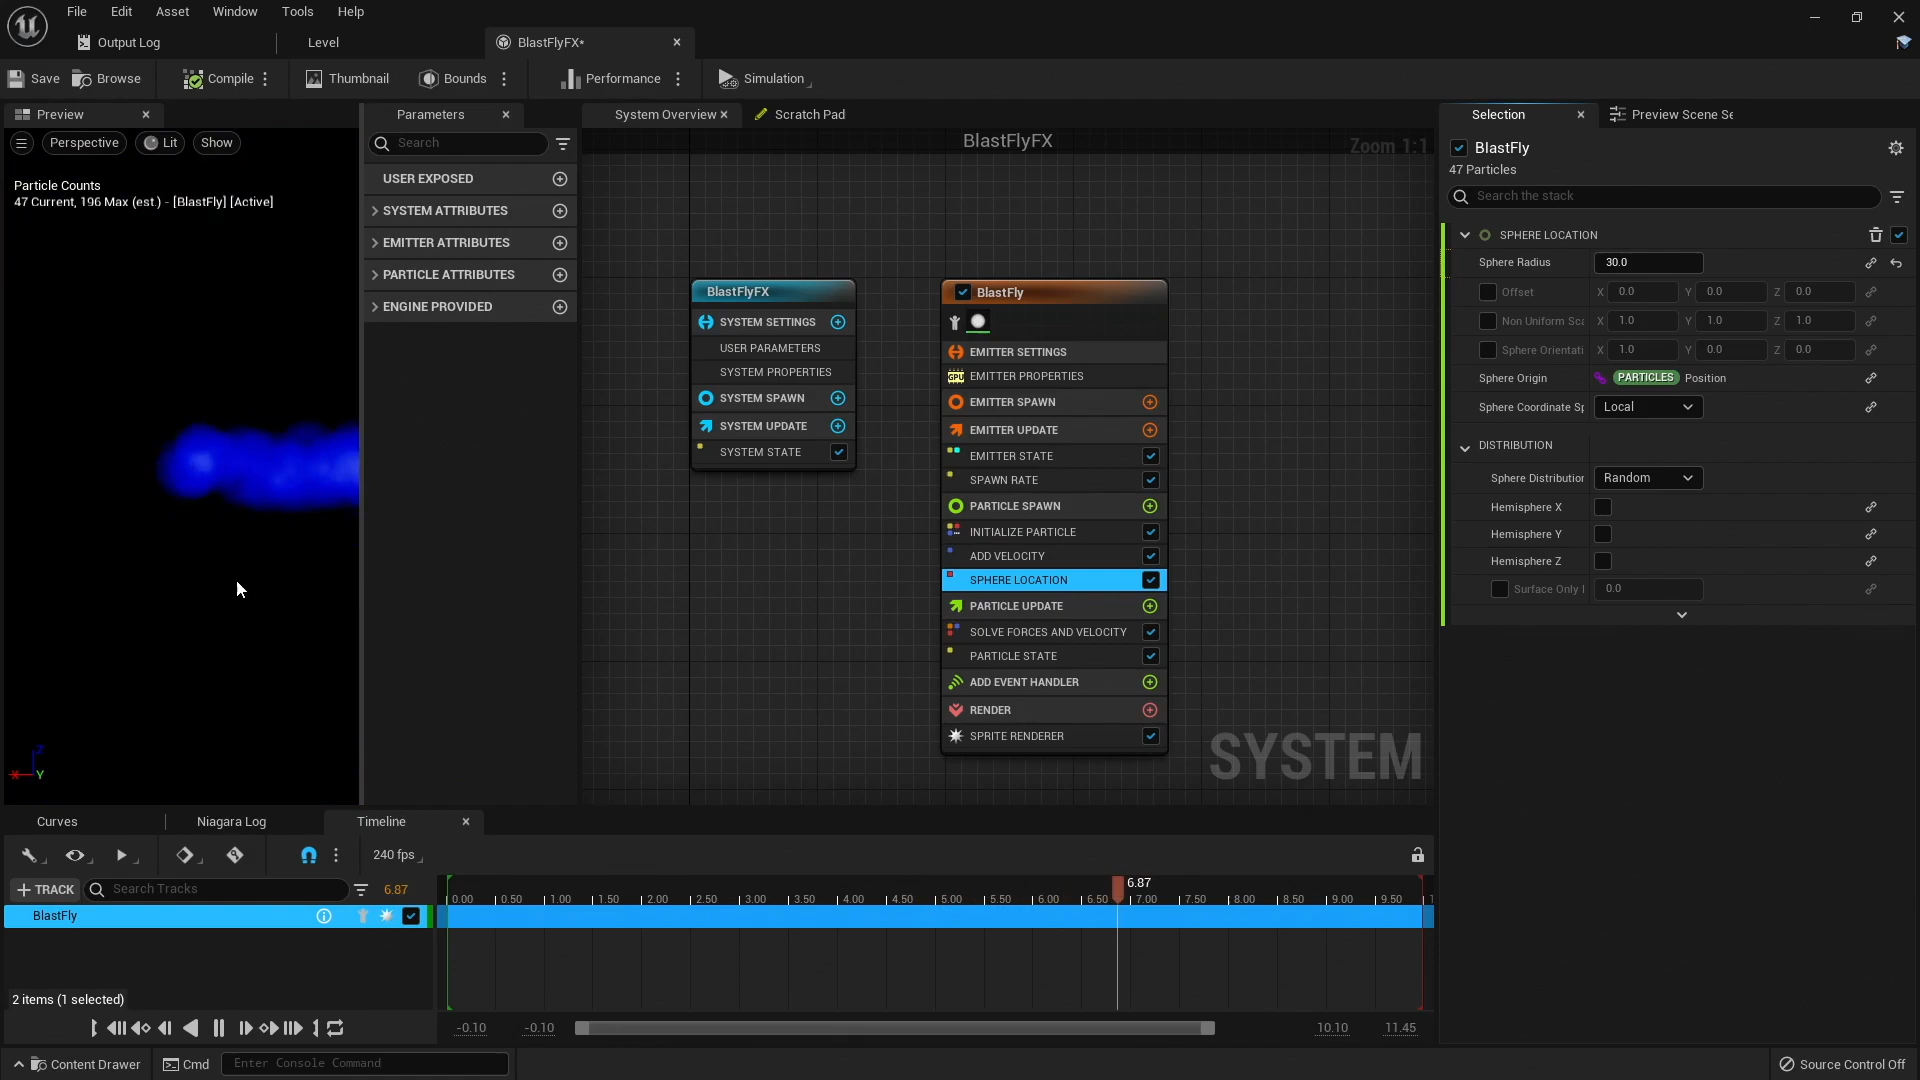 File Edit Asset Window Tools Help
Output Log Level BlastFlyFX*
Save Browse Compile Thumbnail Bounds Performance Simulation
Preview Parameters System Overview Scratch Pad Selection Preview Scene Se
Perspective Lit Show Search BlastFlyFX Zoom 1:1 BlastFly
47 Particles
Particle Counts
47 Current, 196 Max (est.) - [BlastFly] [Active]
USER EXPOSED
SYSTEM ATTRIBUTES
EMITTER ATTRIBUTES
PARTICLE ATTRIBUTES
ENGINE PROVIDED
BlastFlyFX
SYSTEM SETTINGS
USER PARAMETERS
SYSTEM PROPERTIES
SYSTEM SPAWN
SYSTEM UPDATE
SYSTEM STATE
BlastFly
EMITTER SETTINGS
GPU EMITTER PROPERTIES
EMITTER SPAWN
EMITTER UPDATE
EMITTER STATE
SPAWN RATE
PARTICLE SPAWN
INITIALIZE PARTICLE
ADD VELOCITY
SPHERE LOCATION
PARTICLE UPDATE
SOLVE FORCES AND VELOCITY
PARTICLE STATE
ADD EVENT HANDLER
RENDER
SPRITE RENDERER
SYSTEM
Search the stack
SPHERE LOCATION
Sphere Radius 30.0
Offset X 0.0 Y 0.0 Z 0.0
Non Uniform Sca X 1.0 Y 1.0 Z 1.0
Sphere Orientati X 1.0 Y 0.0 Z 0.0
Sphere Origin PARTICLES Position
Sphere Coordinate Sp Local
DISTRIBUTION
Sphere Distribution Random
Hemisphere X
Hemisphere Y
Hemisphere Z
Surface Only 0.0
Z
X Y
Curves Niagara Log Timeline
240 fps
TRACK Search Tracks 6.87 6.87
0.00 0.50 1.00 1.50 2.00 2.50 3.00 3.50 4.00 4.50 5.00 5.50 6.00 6.50 7.00 7.50 8.00 8.50 9.00 9.50 1
BlastFly
2 items (1 selected)
-0.10 -0.10 10.10 11.45
Content Drawer Cmd Enter Console Command Source Control Off